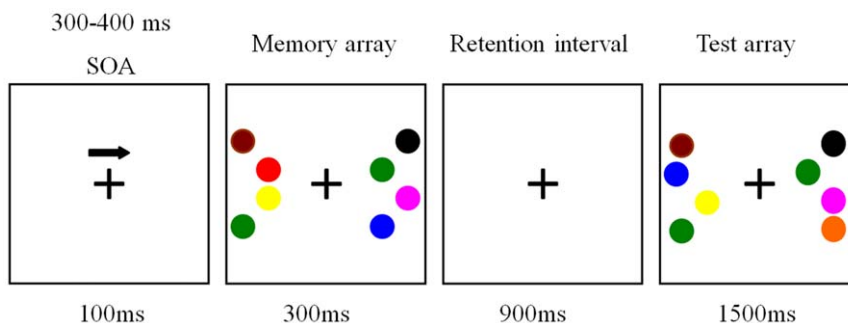 300-400 ms
SOA
Memory array
Retention interval
Test array
100ms
300ms
900ms
1500ms